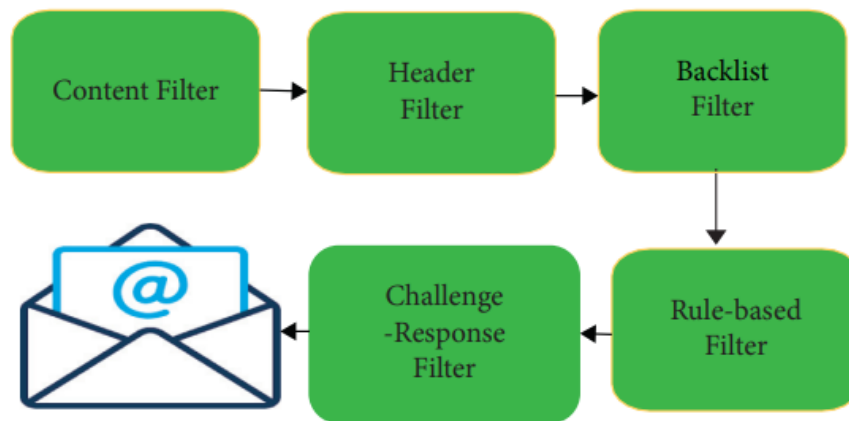 Content Filter
Header
Filter
Backlist
Filter
Rule-based
Filter
Challenge
-Response
Filter
@